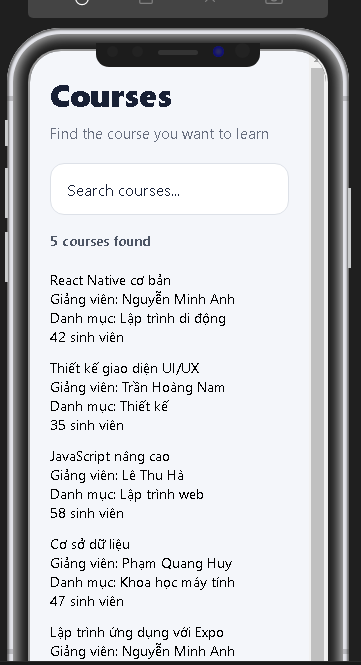 Courses
Find the course you want to learn
Search courses...
5 courses found
React Native cơ bản
Giảng viên: Nguyễn Minh Anh
Danh mục: Lập trình di động
42 sinh viên
Thiết kế giao diện UI/UX
Giảng viên: Trần Hoàng Nam
Danh mục: Thiết kế
35 sinh viên
JavaScript nâng cao
Giảng viên: Lê Thu Hà
Danh mục: Lập trình web
58 sinh viên
Cơ sở dữ liệu
Giảng viên: Phạm Quang Huy
Danh mục: Khoa học máy tính
47 sinh viên
Lập trình ứng dụng với Expo
Giảng viên: Nguyễn Minh Anh